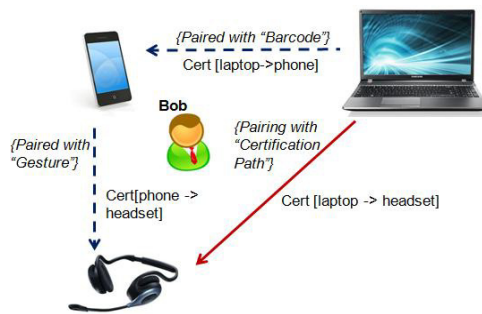 {Paired with “Barcode”}
Cert [laptop->phone]
Bob
{Paired with
“Gesture”}
{Pairing with
“Certification
Path”}
Cert[phone ->
headset]
Cert [laptop -> headset]